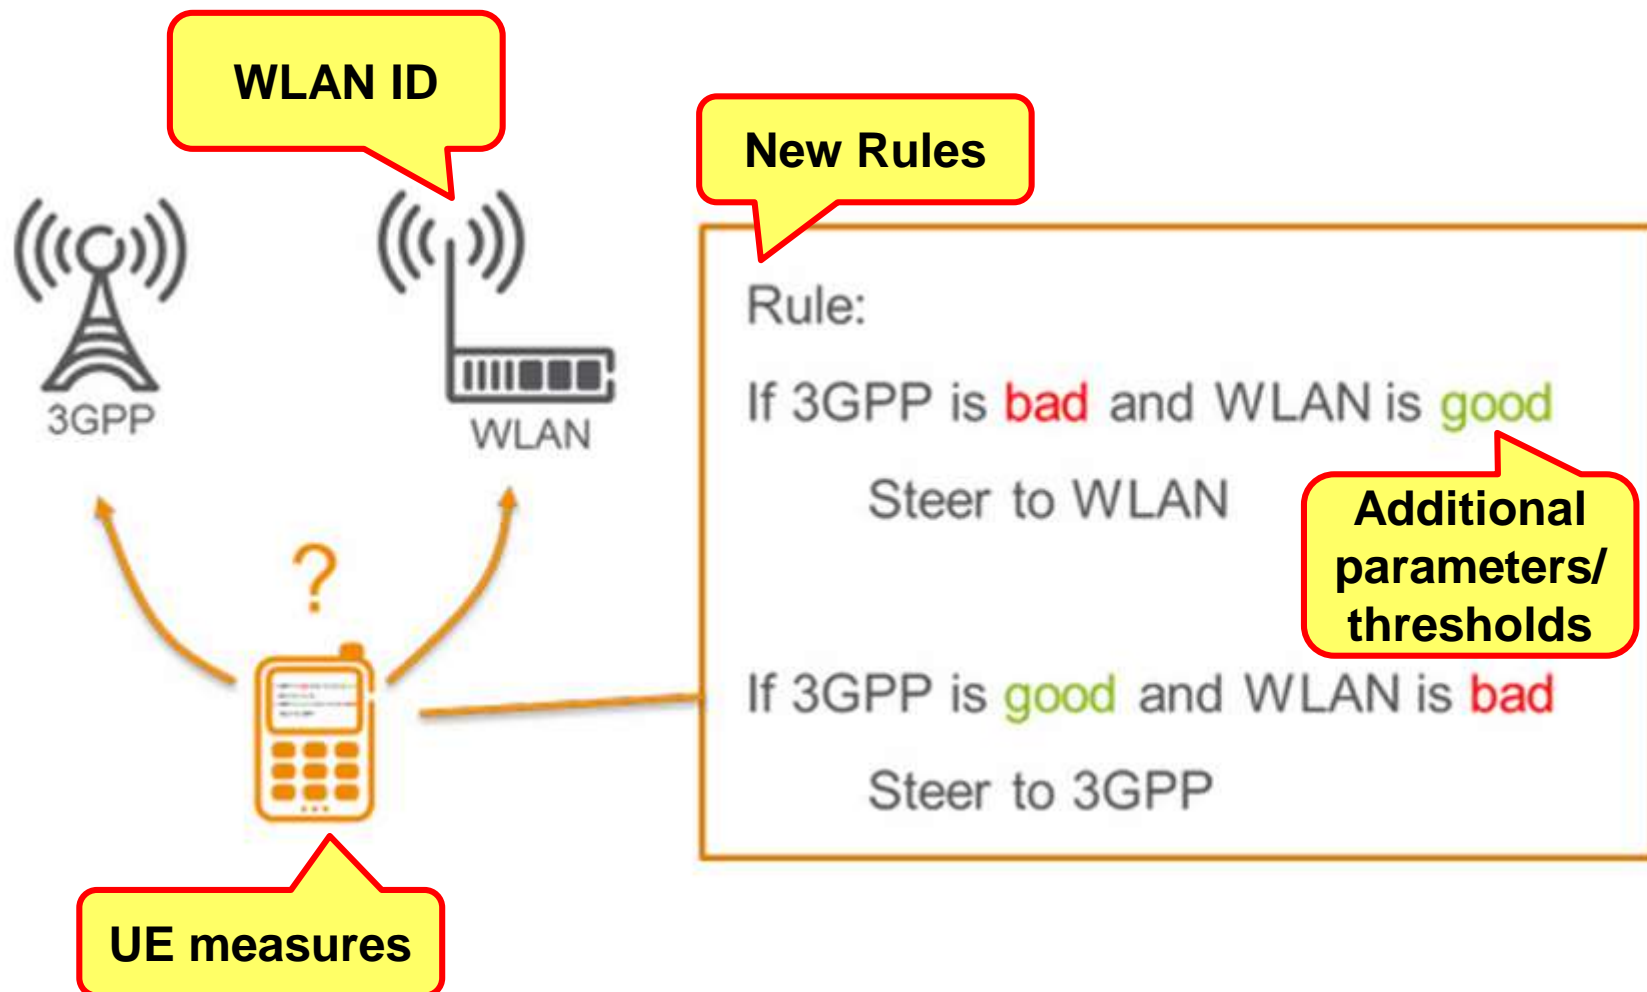 WLAN ID
New Rules
3GPP
WLAN
?
UE measures
Rule:
If 3GPP is bad and WLAN is good
Steer to WLAN
Additional
parameters/
thresholds
If 3GPP is good and WLAN is bad
Steer to 3GPP